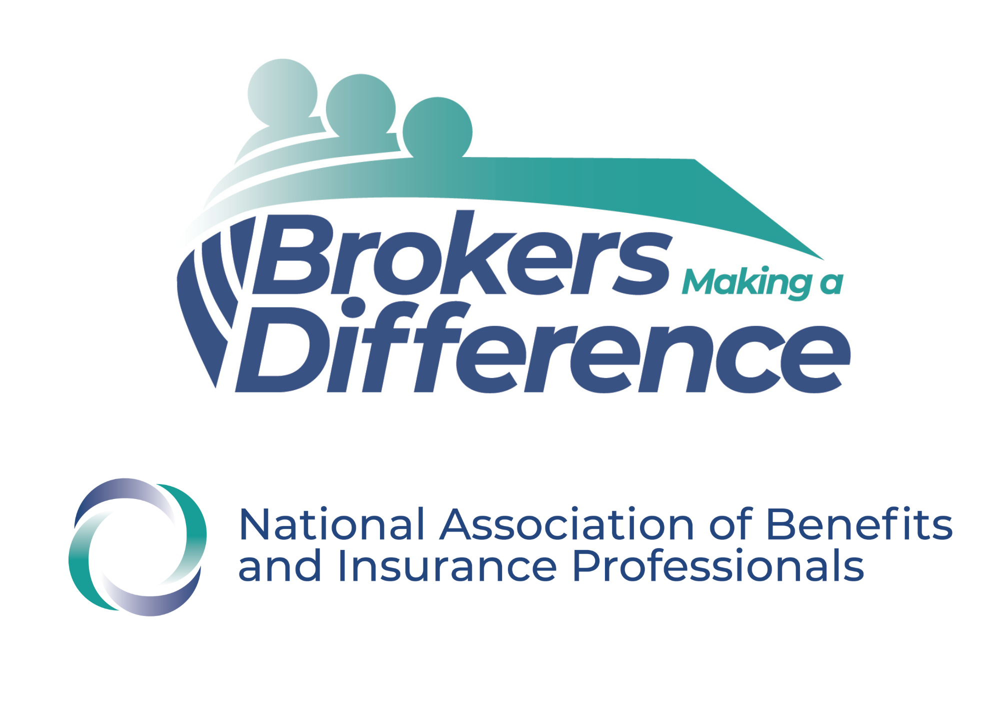 Brokers Making a
Difference
National Association of Benefits
and Insurance Professionals